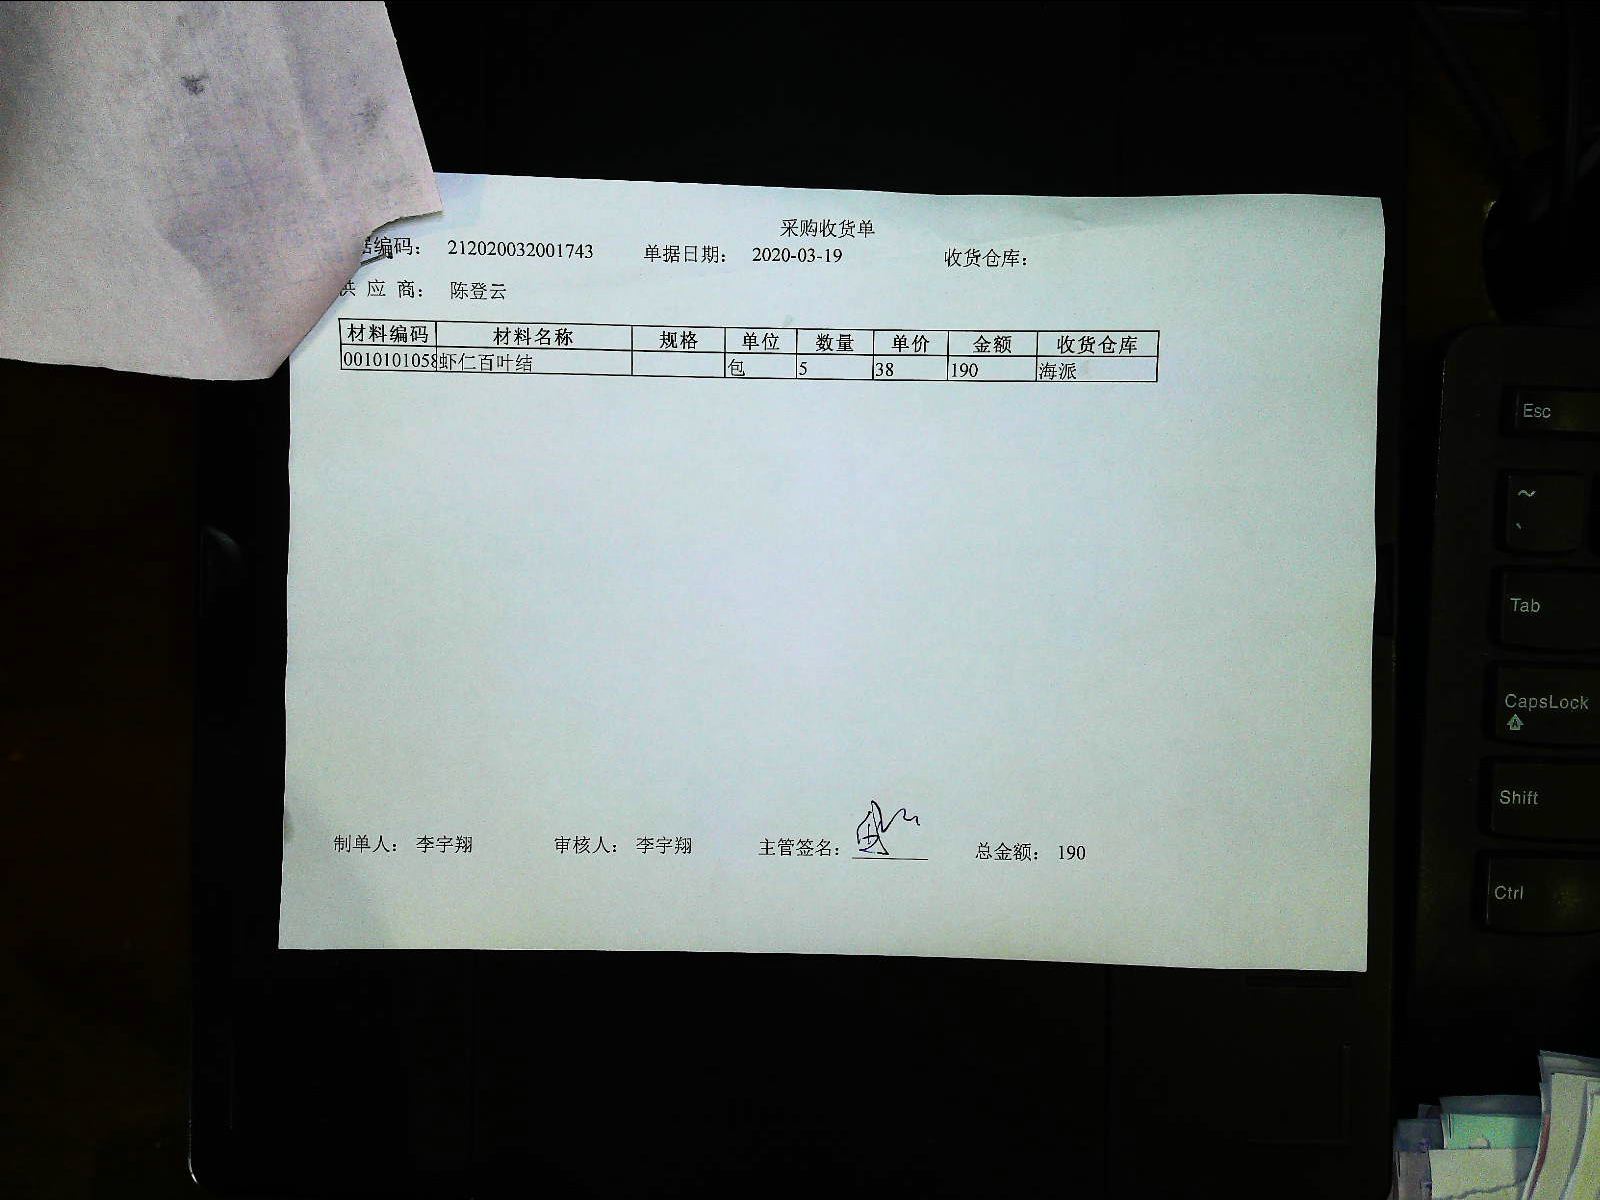 采购收货单
据编码： 212020032001743 单据日期： 2020-03-19 收货仓库：
供 应 商： 陈登云
材料编码 材料名称 规格 单位 数量 单价 金额 收货仓库
0010101058 虾仁百叶结 包 5 38 190 海派
制单人： 李宇翔 审核人： 李宇翔 主管签名： 总金额： 190
Esc
~
`
Tab
CapsLock
A
Shift
Ctrl